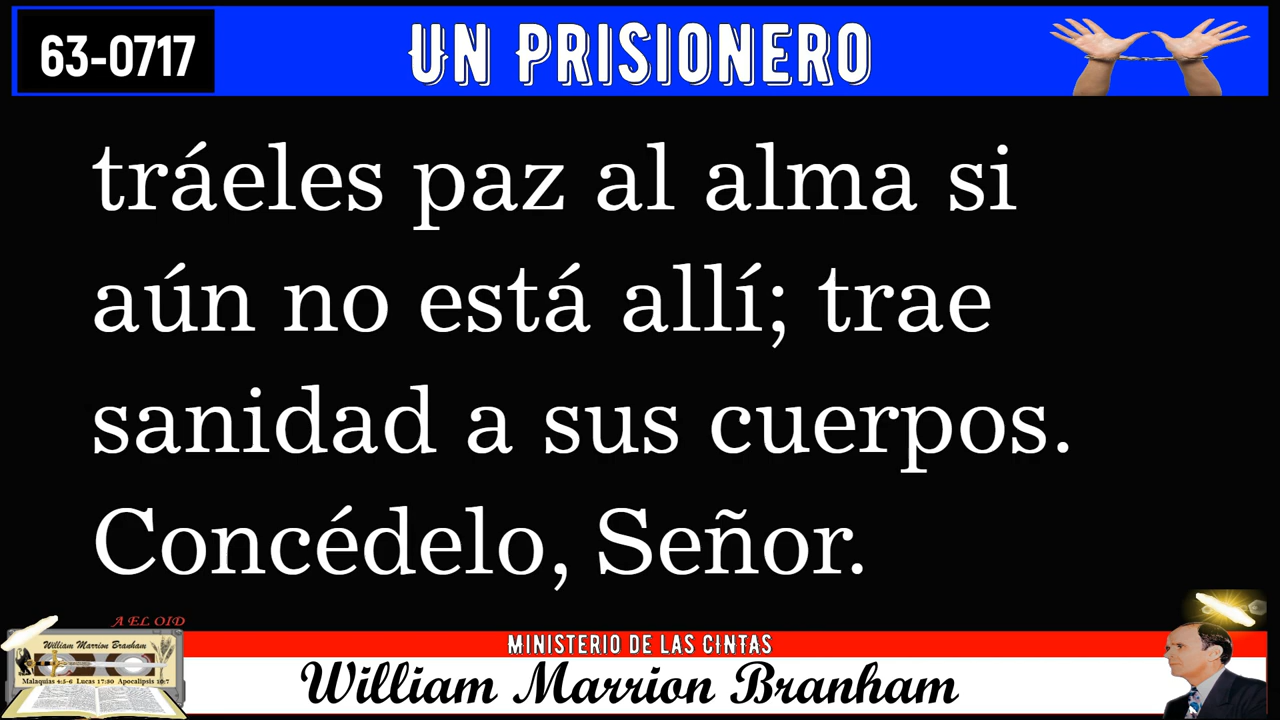 63-0717
UN PRISIONERO
tráeles paz al alma si
aún no está allí; trae
sanidad a sus cuerpos.
Concédelo, Señor.
A EL OID
William Marrion Branham
Malaquias 4:5-6 Lucas 17:30 Apocalipsis 10:7
MINISTERIO DE LAS CINTAS
William Marrion Branham